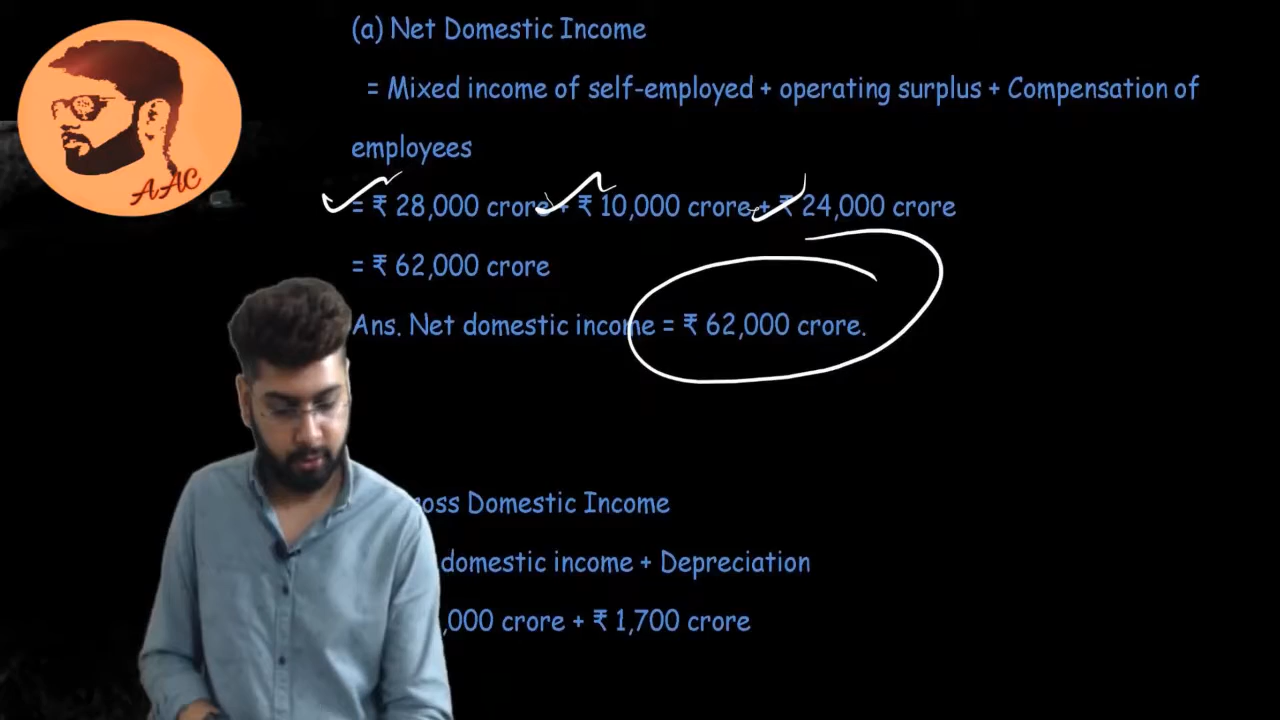 AAC
(a) Net Domestic Income
= Mixed income of self-employed + operating surplus + Compensation of
employees
= ₹ 28,000 crore + ₹ 10,000 crore + ₹ 24,000 crore
= ₹ 62,000 crore
Ans. Net domestic income = ₹ 62,000 crore.
Domestic Income
domestic income + Depreciation
,000 crore + ₹ 1,700 crore